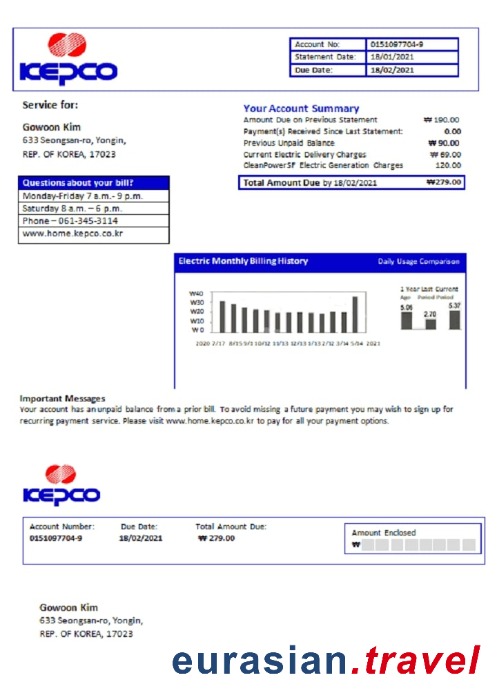 KEPCO
Account No: 0151097704-9
Statement Date: 18/01/2021
Due Date: 18/02/2021
Service for:
Gowoon Kim
633 Seongsan-ro, Yongin,
REP. OF KOREA, 17023
Your Account Summary
Amount Due on Previous Statement ₩ 190.00
Payment(s) Received Since Last Statement: 0.00
Previous Unpaid Balance ₩ 90.00
Current Electric Delivery Charges ₩ 69.00
CleanPowerSF Electric Generation Charges 120.00
Total Amount Due by 18/02/2021 ₩279.00
Questions about your bill?
Monday-Friday 7 a.m.- 9 p.m.
Saturday 8 a.m. – 6 p.m.
Phone – 061-345-3114
www.home.kepco.co.kr
Electric Monthly Billing History Daily Usage Comparison
1 Year Last Current
Ago Period Period
5.06 2.20 5.37
₩40
₩30
₩20
₩10
₩ 0
2020 2/17 8/15 9/1 10/12 11/13 12/13 1/13 2/12 3/14 5/04 2021
Important Messages
Your account has an unpaid balance from a prior bill. To avoid missing a future payment you may wish to sign up for
recurring payment service. Please visit www.home.kepco.co.kr to pay for all your payment options.
KEPCO
Account Number: Due Date: Total Amount Due:
0151097704-9 18/02/2021 ₩ 279.00
Amount Enclosed
₩
Gowoon Kim
633 Seongsan-ro, Yongin,
REP. OF KOREA, 17023
eurasian.travel